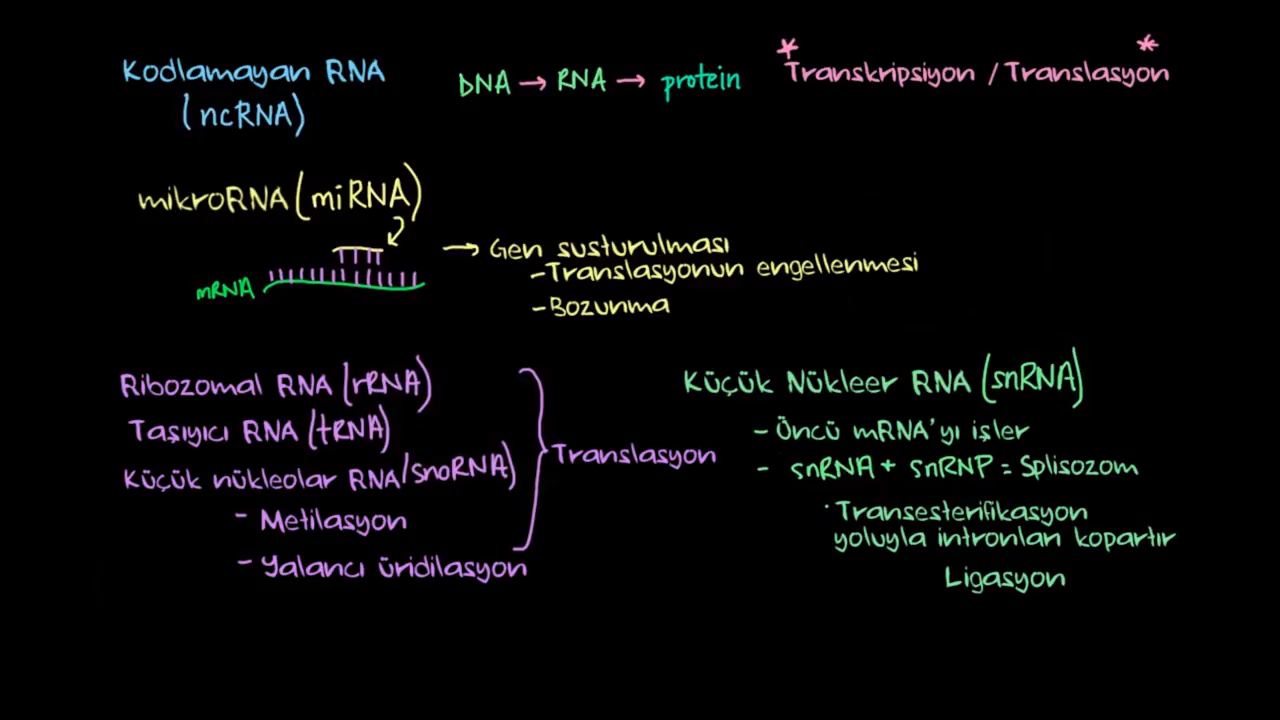 Kodlamayan RNA
(ncRNA)
DNA → RNA → protein
* *
Transkripsiyon / Translasyon
mikroRNA (miRNA)
mRNA
→ Gen susturulması
- Translasyonun engellenmesi
- Bozunma
Ribozomal RNA (rRNA)
Taşıyıcı RNA (tRNA)
Küçük nükleolar RNA/snoRNA)
- Metilasyon
- Yalancı üridilasyon
Translasyon
Küçük Nükleer RNA (snRNA)
- Öncü mRNA'yı işler
- snRNA + snRNP = Splisozom
· Transesterifikasyon
yoluyla intronları kopartır
Ligasyon